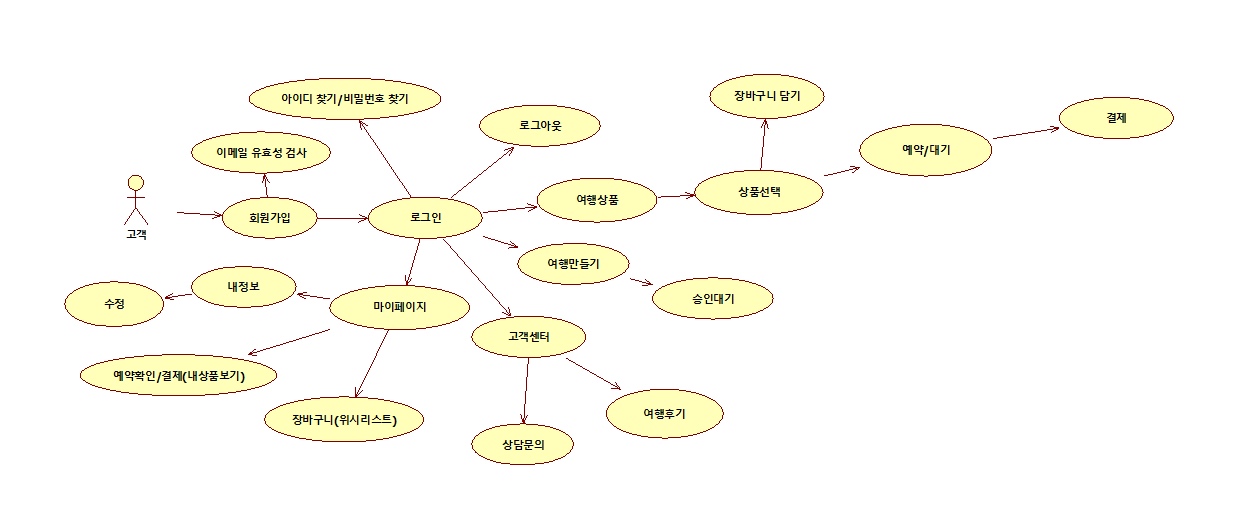 장바구니 담기
아이디 찾기/비밀번호 찾기
결제
로그아웃
예약/대기
이메일 유효성 검사
상품선택
여행상품
고객
회원가입
로그인
여행만들기
내정보
수정
마이페이지
승인대기
고객센터
예약확인/결제(내상품보기)
장바구니(위시리스트)
여행후기
상담문의